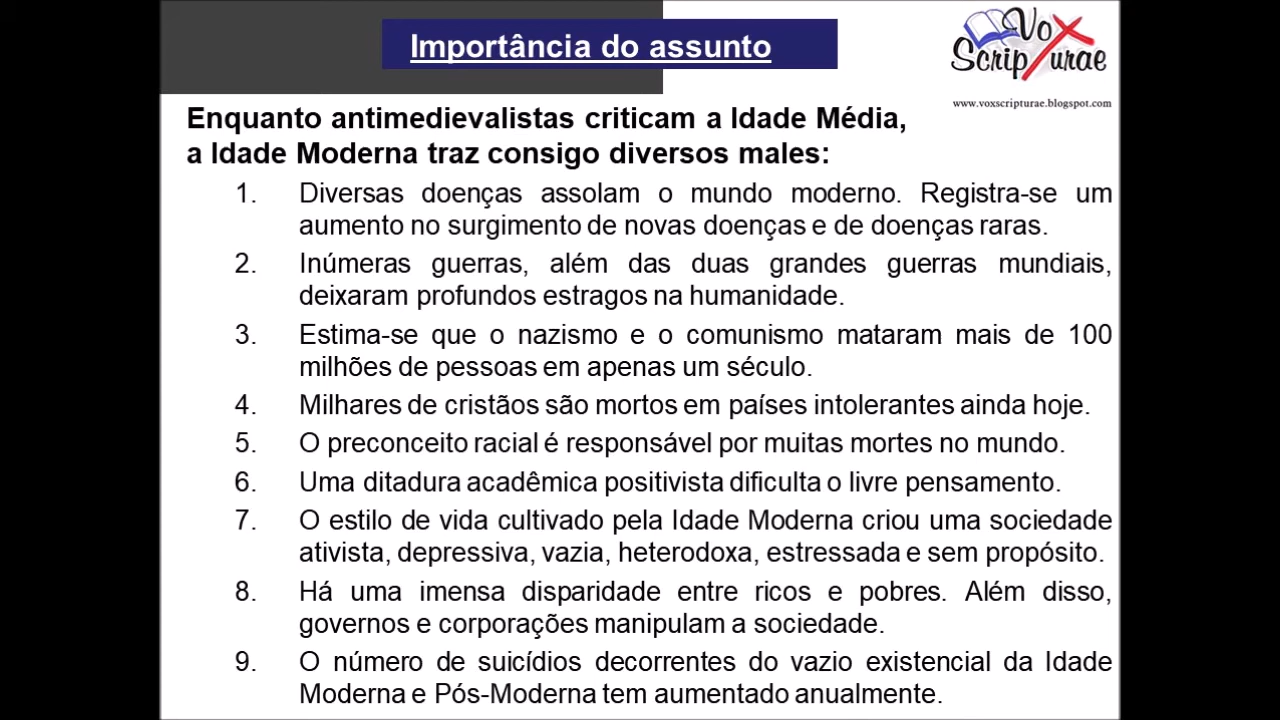 Importância do assunto
Vox
Scripturae
www.voxscripturae.blogspot.com
Enquanto antimedievalistas criticam a Idade Média,
a Idade Moderna traz consigo diversos males:
1. Diversas doenças assolam o mundo moderno. Registra-se um
aumento no surgimento de novas doenças e de doenças raras.
2. Inúmeras guerras, além das duas grandes guerras mundiais,
deixaram profundos estragos na humanidade.
3. Estima-se que o nazismo e o comunismo mataram mais de 100
milhões de pessoas em apenas um século.
4. Milhares de cristãos são mortos em países intolerantes ainda hoje.
5. O preconceito racial é responsável por muitas mortes no mundo.
6. Uma ditadura acadêmica positivista dificulta o livre pensamento.
7. O estilo de vida cultivado pela Idade Moderna criou uma sociedade
ativista, depressiva, vazia, heterodoxa, estressada e sem propósito.
8. Há uma imensa disparidade entre ricos e pobres. Além disso,
governos e corporações manipulam a sociedade.
9. O número de suicídios decorrentes do vazio existencial da Idade
Moderna e Pós-Moderna tem aumentado anualmente.